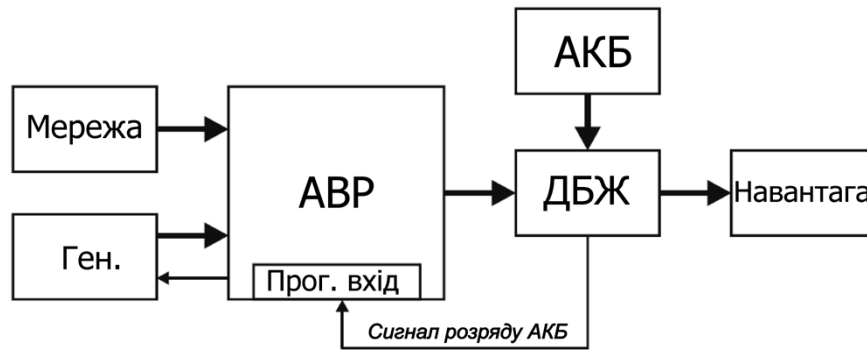 АКБ
Мережа
АВР
ДБЖ
Навантага
Ген.
Прог. вхід
Сигнал розряду АКБ